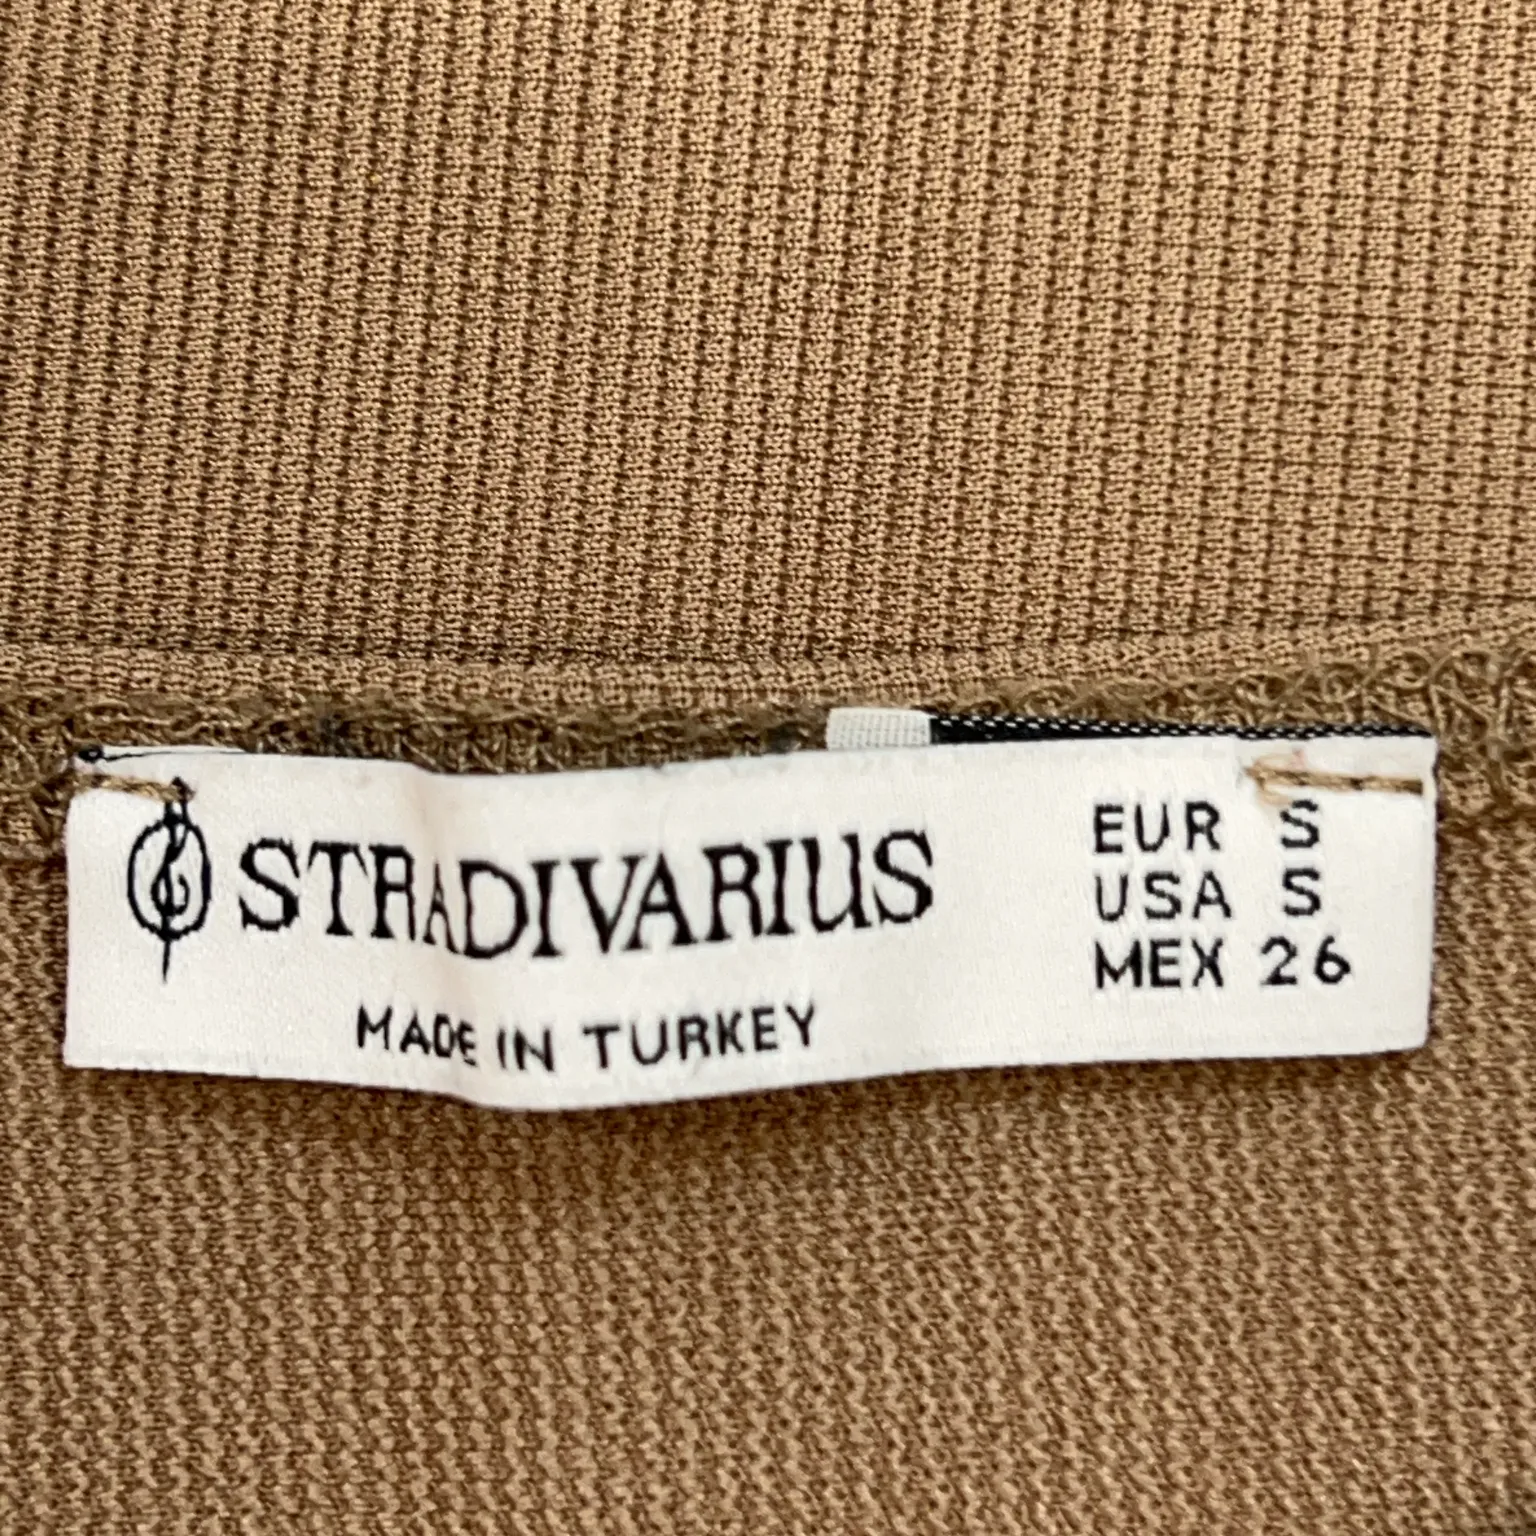 STRADIVARIUS
MADE IN TURKEY
EUR S
USA S
MEX 26